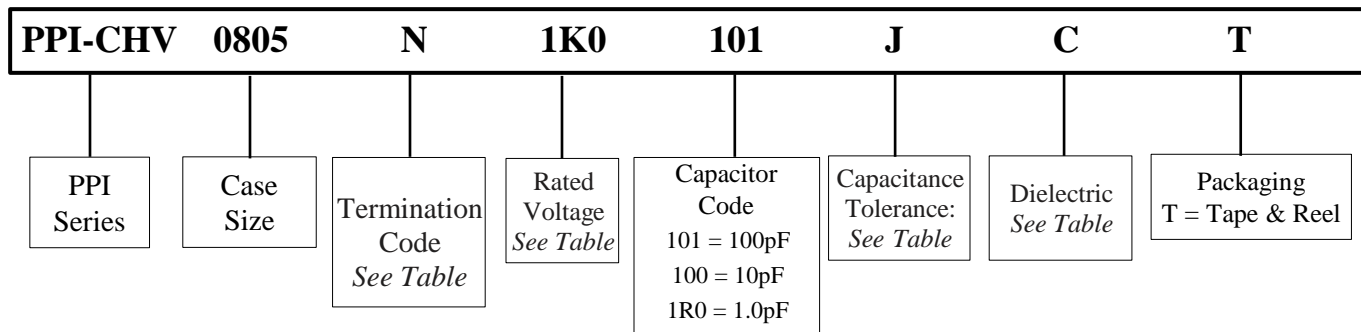 PPI-CHV 0805 N 1K0 101 J C T
PPI
Series
Case
Size
Termination
Code
See Table
Rated
Voltage
See Table
Capacitor
Code
101 = 100pF
100 = 10pF
1R0 = 1.0pF
Capacitance
Tolerance:
See Table
Dielectric
See Table
Packaging
T = Tape & Reel